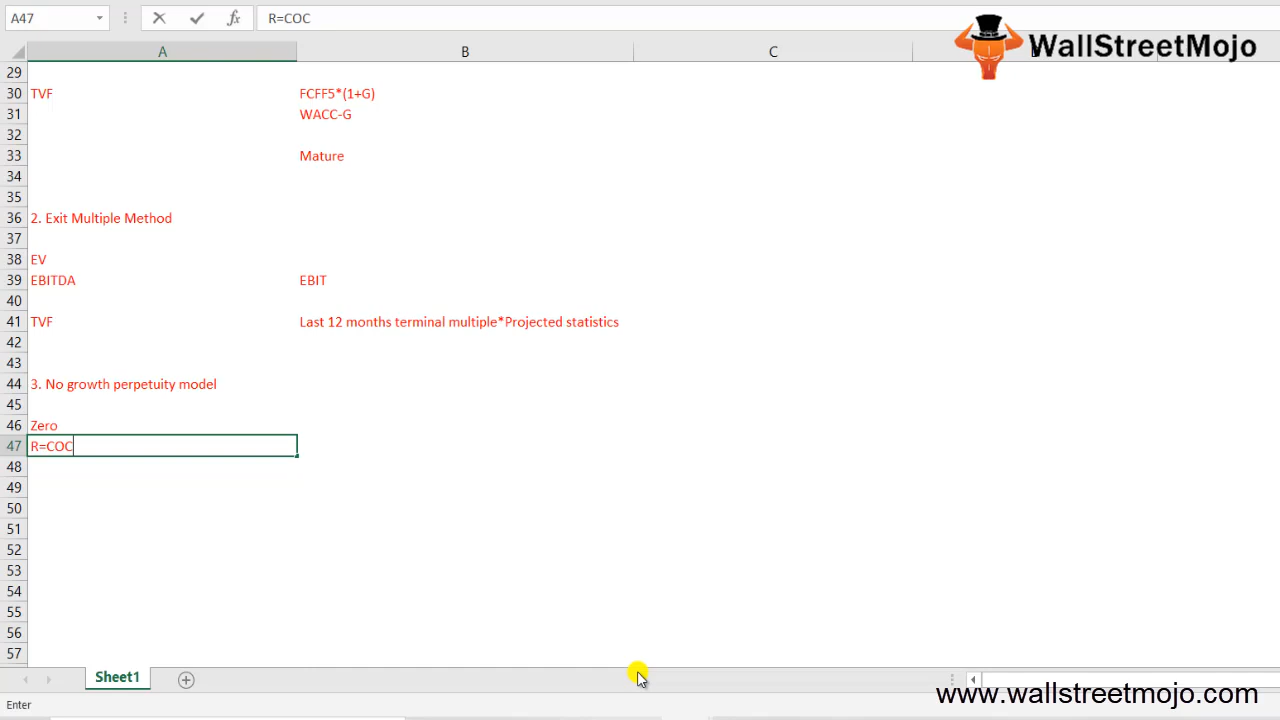 A47 fx R=COC
WallStreetMojo
A B C
29
30 TVF FCFF5*(1+G)
31 WACC-G
32
33 Mature
34
35
36 2. Exit Multiple Method
37
38 EV
39 EBITDA EBIT
40
41 TVF Last 12 months terminal multiple*Projected statistics
42
43
44 3. No growth perpetuity model
45
46 Zero
47 R=COC
48
49
50
51
52
53
54
55
56
57
Sheet1
www.wallstreetmojo.com
Enter